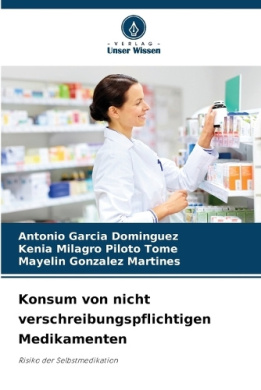 VERLAG
Unser Wissen
Antonio Garcia Dominguez
Kenia Milagro Piloto Tome
Mayelin Gonzalez Martines
Konsum von nicht
verschreibungspflichtigen
Medikamenten
Risiko der Selbstmedikation